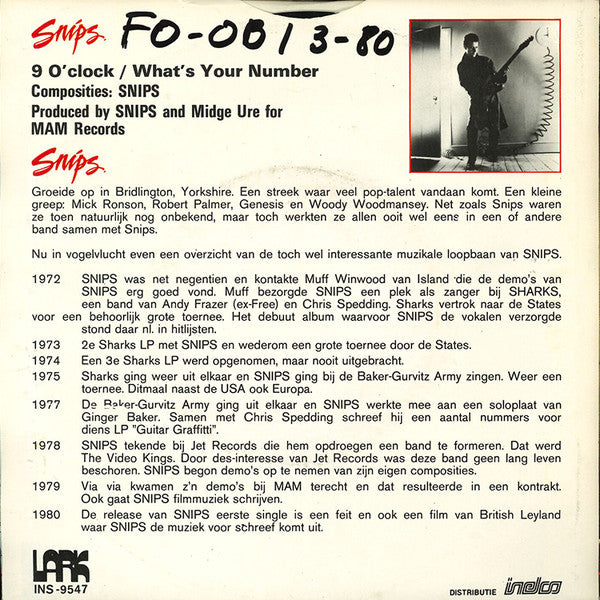 Snips. FO-OB / 3-80
9 O'clock / What's Your Number
Composities: SNIPS
Produced by SNIPS and Midge Ure for
MAM Records
Snips.
Groeide op in Bridlington, Yorkshire. Een streek waar veel pop-talent vandaan komt. Een kleine
greep: Mick Ronson, Robert Palmer, Genesis en Woody Woodmansey. Net zoals Snips waren
ze toen natuurlijk nog onbekend, maar toch werkten ze allen ooit wel eens in een of andere
band samen met Snips.
Nu in vogelvlucht even een overzicht van de toch wel interessante muzikale loopbaan van SNIPS.
1972 SNIPS was net negentien en kontakte Muff Winwood van Island die de demo's van
SNIPS erg goed vond. Muff bezorgde SNIPS een plek als zanger bij SHARKS,
een band van Andy Frazer (ex-Free) en Chris Spedding. Sharks vertrok naar de States
voor een behoorlijk grote toernee. Het debuut album waarvoor SNIPS de vokalen verzorgde
stond daar nl. in hitlijsten.
1973 2e Sharks LP met SNIPS en wederom een grote toernee door de States.
1974 Een 3e Sharks LP werd opgenomen, maar nooit uitgebracht.
1975 Sharks ging weer uit elkaar en SNIPS ging bij de Baker-Gurvitz Army zingen. Weer een
toernee. Ditmaal naast de USA ook Europa.
1977 De Baker-Gurvitz Army ging uit elkaar en SNIPS werkte mee aan een soloplaat van
Ginger Baker. Samen met Chris Spedding schreef hij een aantal nummers voor
diens LP "Guitar Graffitti".
1978 SNIPS tekende bij Jet Records die hem opdroegen een band te formeren. Dat werd
The Video Kings. Door des-interesse van Jet Records was deze band geen lang leven
beschoren. SNIPS begon demo's op te nemen van zijn eigen composities.
1979 Via via kwamen z'n demo's bij MAM terecht en dat resulteerde in een kontrakt.
Ook gaat SNIPS filmmuziek schrijven.
1980 De release van SNIPS eerste single is een feit en ook een film van British Leyland
waar SNIPS de muziek voor schreef komt uit.
LARK
INS-9547
DISTRIBUTIE inelco